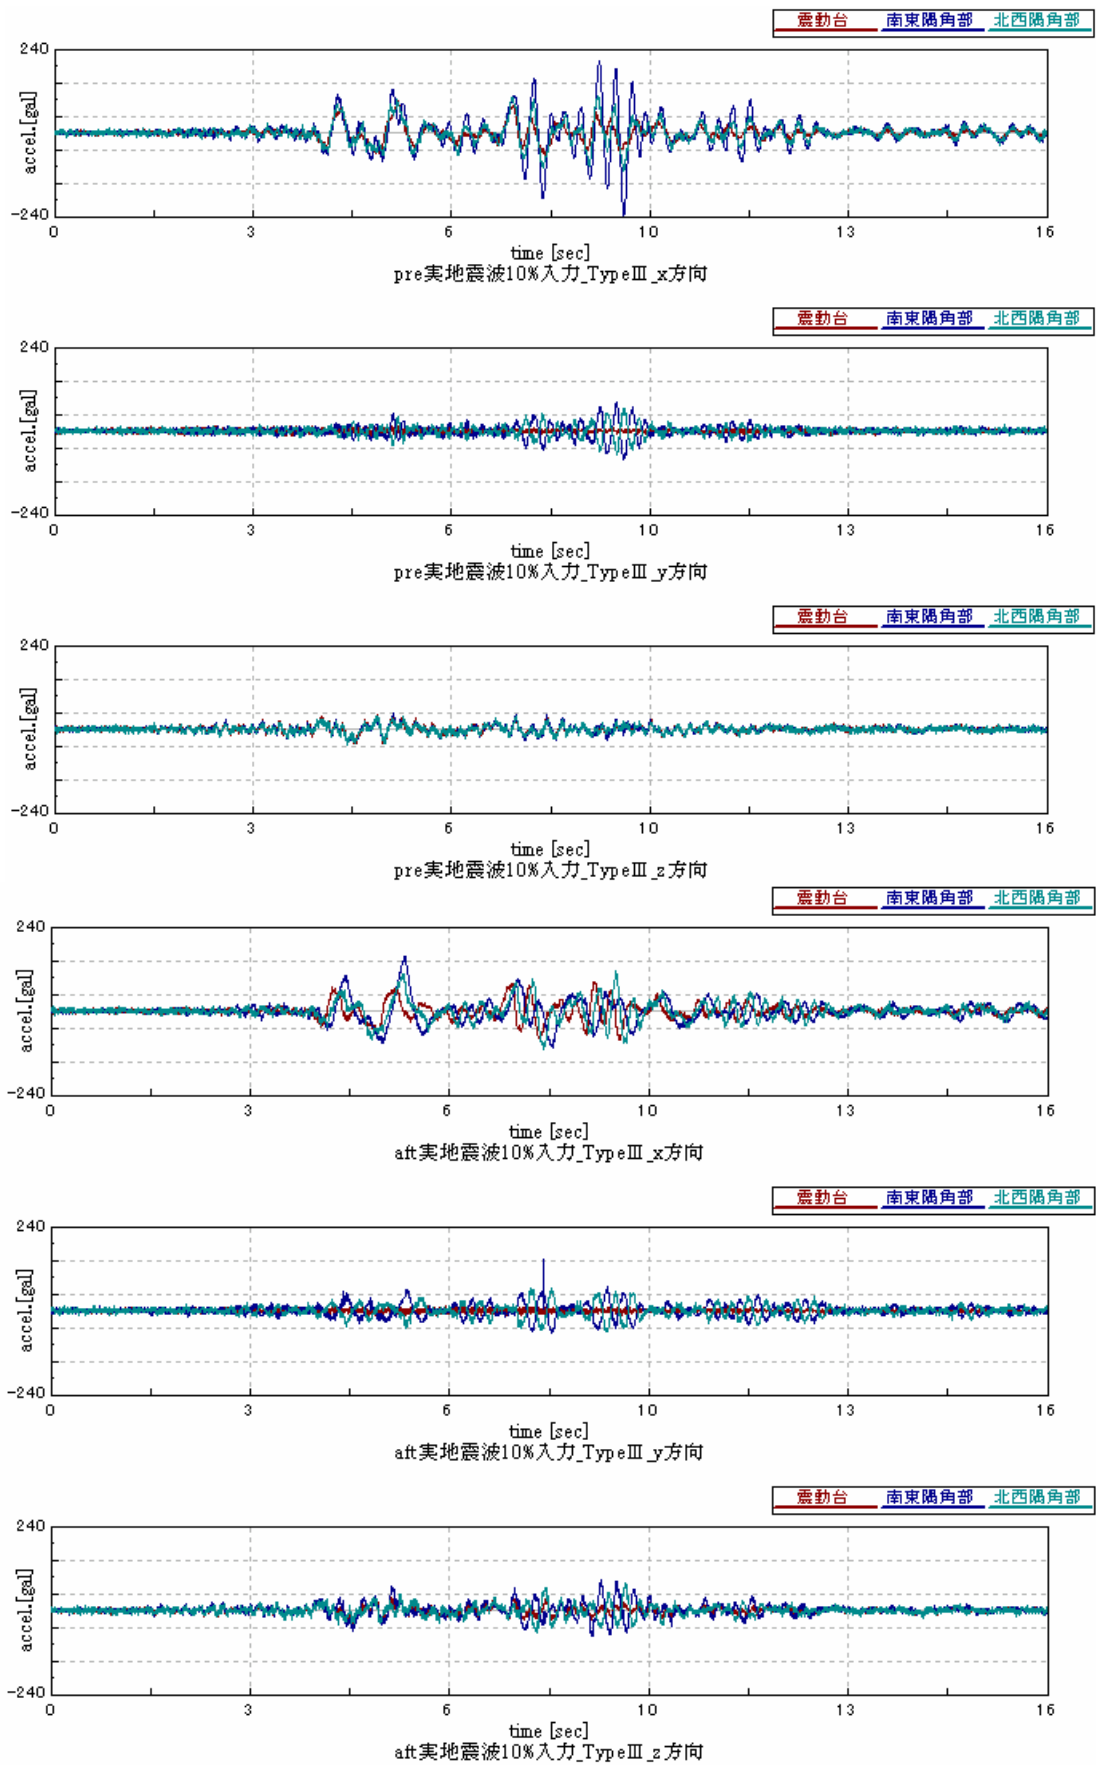 震動台 南東隅角部 北西隅角部
240
accel.[gal]
-240
0 3 6 10 13 16
time [sec]
pre実地震波10%入力_TypeⅢ_x方向
震動台 南東隅角部 北西隅角部
240
accel.[gal]
-240
0 3 6 10 13 16
time [sec]
pre実地震波10%入力_TypeⅢ_y方向
震動台 南東隅角部 北西隅角部
240
accel.[gal]
-240
0 3 6 10 13 16
time [sec]
pre実地震波10%入力_TypeⅢ_z方向
震動台 南東隅角部 北西隅角部
240
accel.[gal]
-240
0 3 6 10 13 16
time [sec]
aft実地震波10%入力_TypeⅢ_x方向
震動台 南東隅角部 北西隅角部
240
accel.[gal]
-240
0 3 6 10 13 16
time [sec]
aft実地震波10%入力_TypeⅢ_y方向
震動台 南東隅角部 北西隅角部
240
accel.[gal]
-240
0 3 6 10 13 16
time [sec]
aft実地震波10%入力_TypeⅢ_z方向